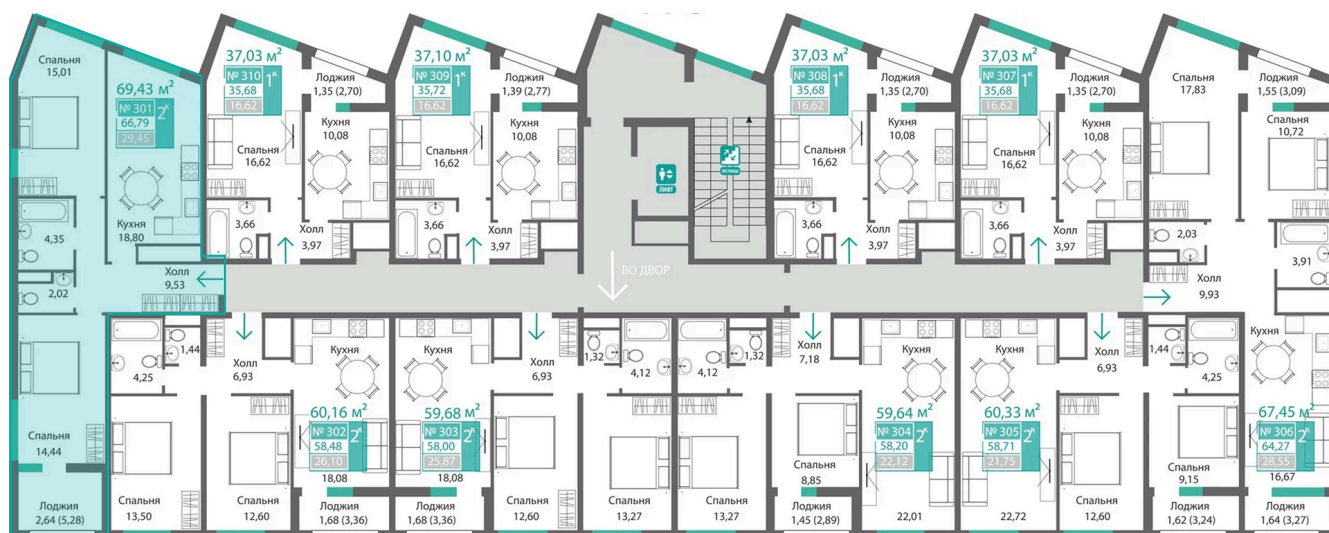 Спальня
15,01
69,43 м²
№ 301
2ᴷ
66,79
29,45
Кухня
18,80
4,35
2,02
Холл
9,53
Спальня
14,44
Лоджия
2,64 (5,28)
37,03 м²
№ 310
1ᴷ
35,68
16,62
Лоджия
1,35 (2,70)
Кухня
10,08
Спальня
16,62
3,66
Холл
3,97
37,10 м²
№ 309
1ᴷ
35,72
16,62
Лоджия
1,39 (2,77)
Кухня
10,08
Спальня
16,62
3,66
Холл
3,97
ЛИФТ
ЛЕСТНИЦА
ВО ДВОР
37,03 м²
№ 308
1ᴷ
35,68
16,62
Лоджия
1,35 (2,70)
Кухня
10,08
Спальня
16,62
3,66
Холл
3,97
37,03 м²
№ 307
1ᴷ
35,68
16,62
Лоджия
1,35 (2,70)
Кухня
10,08
Спальня
16,62
3,66
Холл
3,97
Спальня
17,83
Лоджия
1,55 (3,09)
Спальня
10,72
2,03
3,91
Холл
9,93
Кухня
67,45 м²
№ 306
2ᴷ
64,27
28,55
16,67
Лоджия
1,64 (3,27)
1,44
4,25
Холл
6,93
Кухня
60,16 м²
№ 302
2ᴷ
58,48
26,10
18,08
Спальня
13,50
Спальня
12,60
Лоджия
1,68 (3,36)
Кухня
Холл
6,93
1,32
4,12
59,68 м²
№ 303
2ᴷ
58,00
25,87
18,08
Лоджия
1,68 (3,36)
Спальня
12,60
Спальня
13,27
4,12
1,32
Холл
7,18
Кухня
59,64 м²
№ 304
2ᴷ
58,20
22,12
Спальня
13,27
Спальня
8,85
Лоджия
1,45 (2,89)
22,01
Кухня
Холл
6,93
1,44
4,25
60,33 м²
№ 305
2ᴷ
58,71
21,75
22,72
Спальня
12,60
Спальня
9,15
Лоджия
1,62 (3,24)